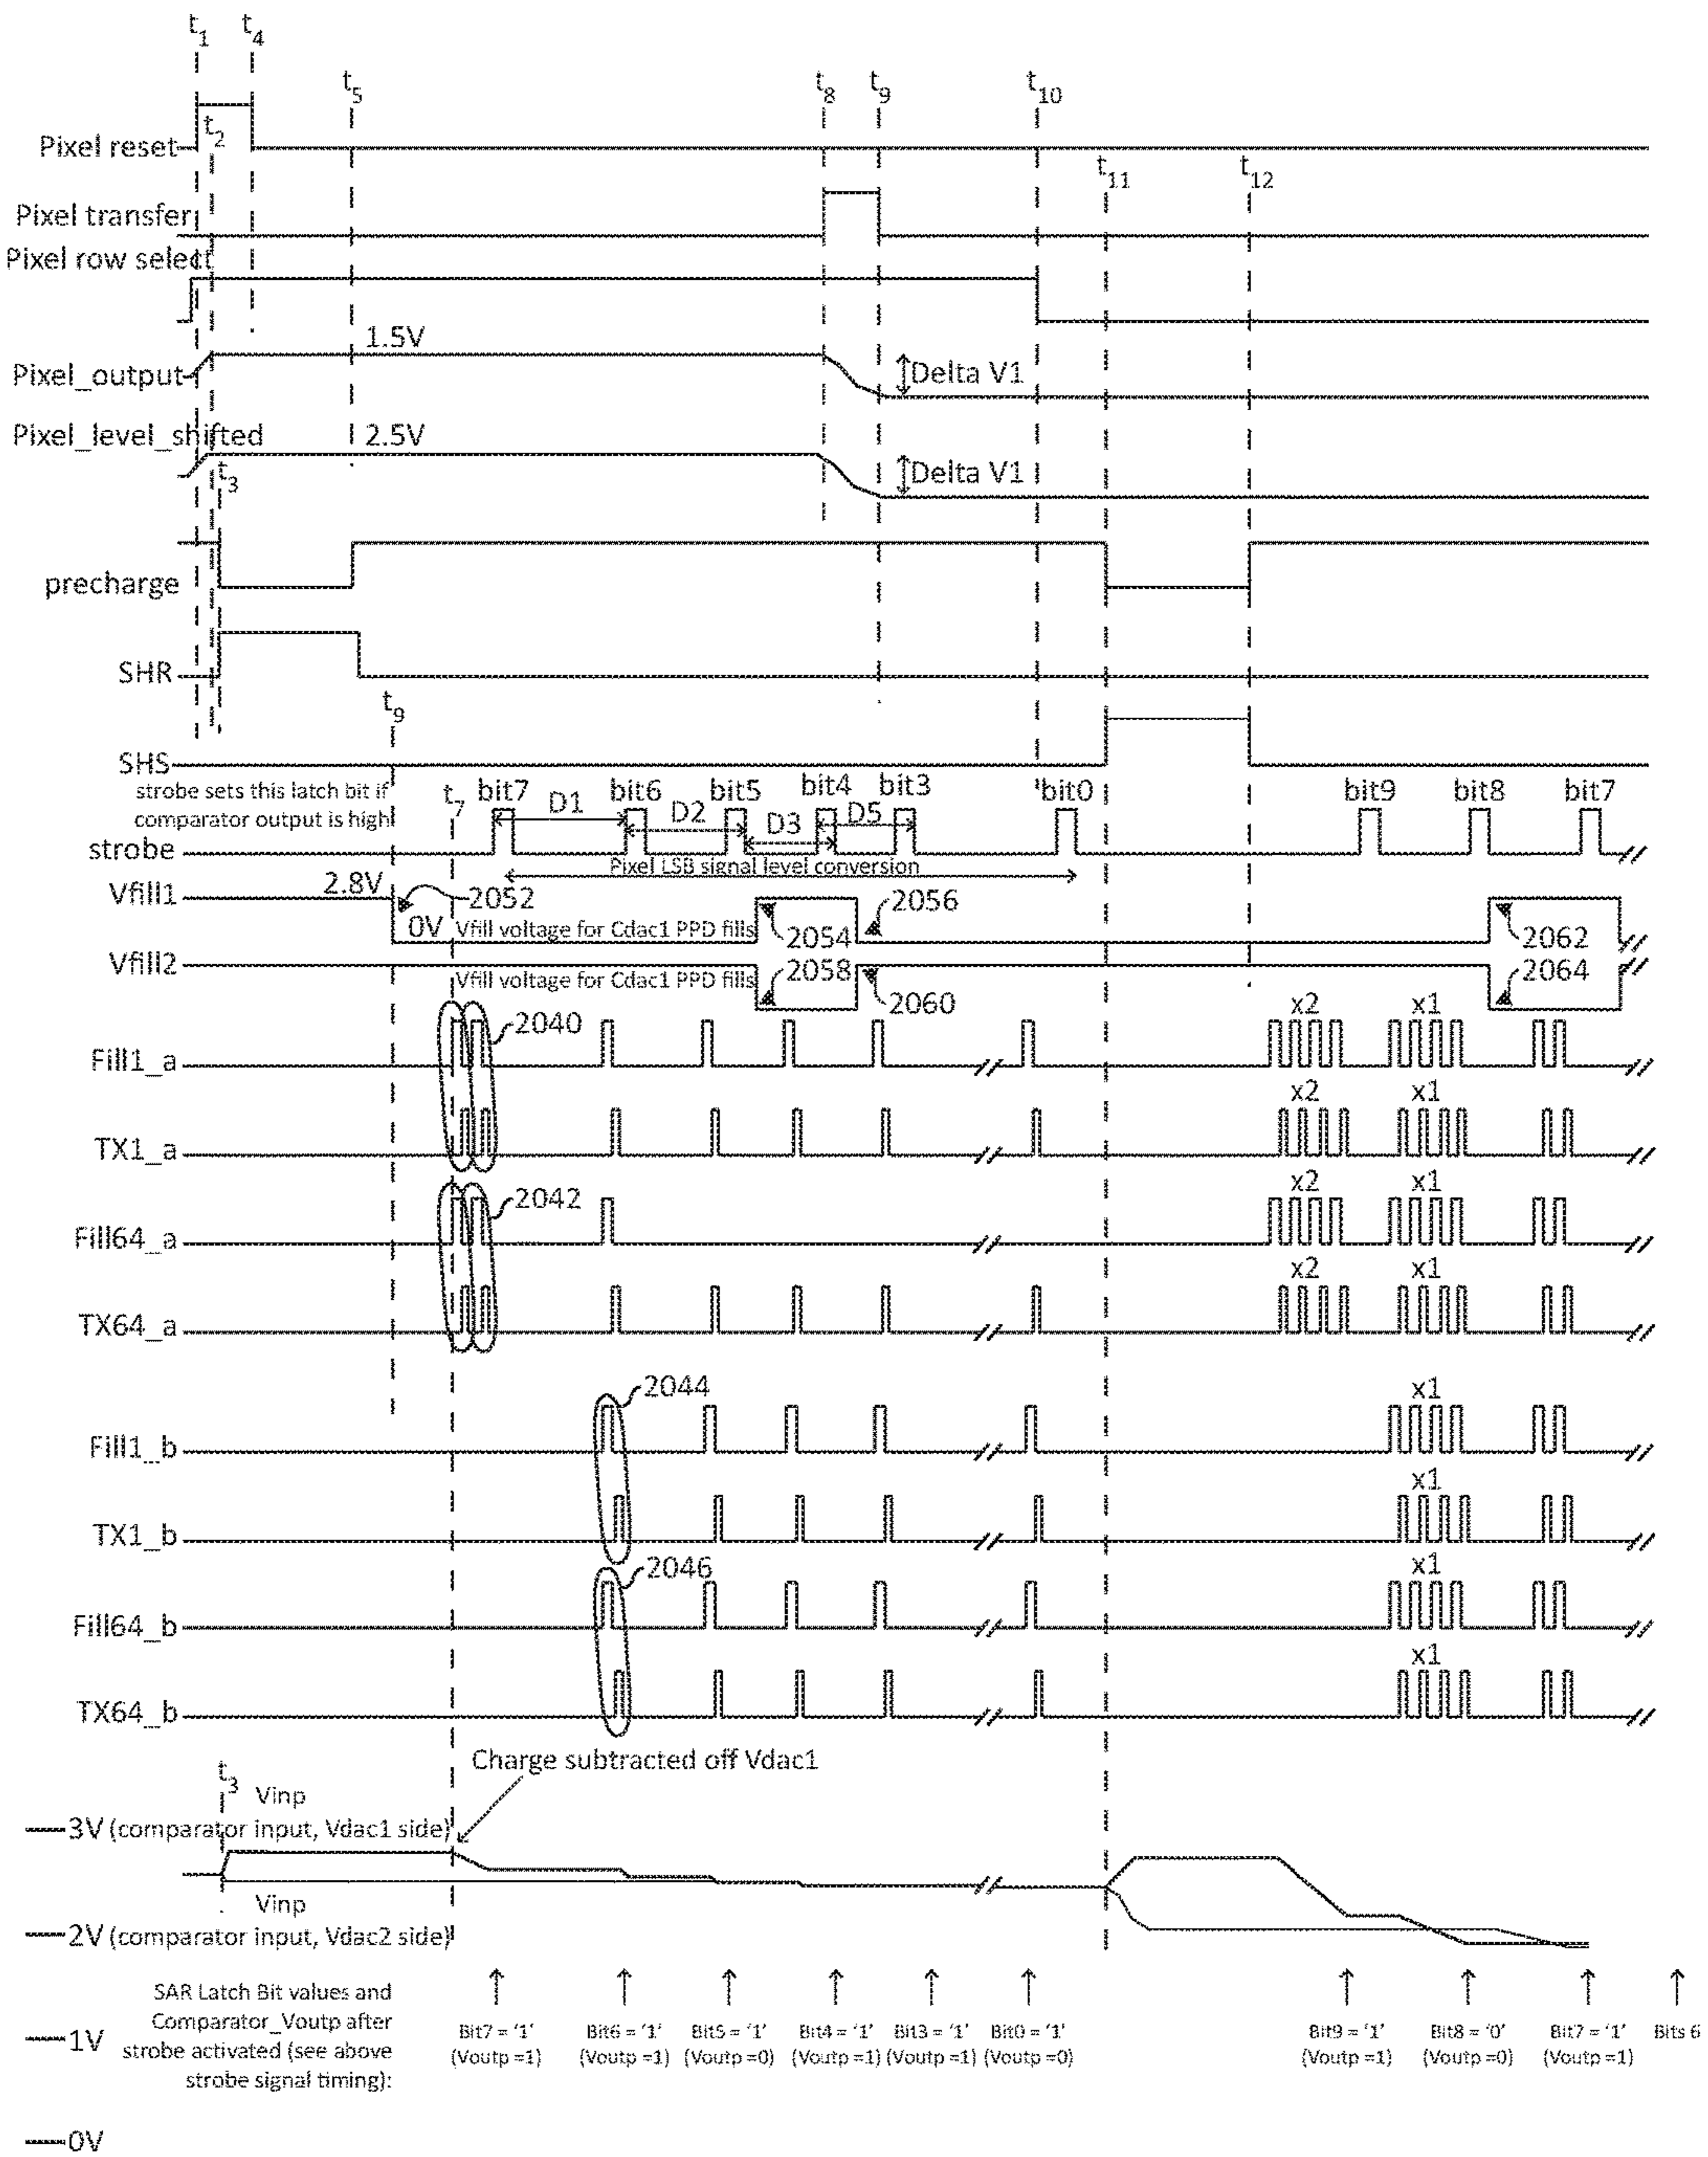 t1 t4
t5 t8 t9 t10
t2
Pixel reset
t11 t12
Pixel transfer
Pixel row select
1.5V
Pixel_output
Delta V1
Pixel_level_shifted
2.5V
Delta V1
t3
precharge
SHR
t9
SHS
strobe sets this latch bit if
comparator output is high
t7 bit7 D1 bit6 D2 bit5 D3 bit4 D5 bit3 bit0 bit9 bit8 bit7
strobe
Pixel LSB signal level conversion
Vfill1
2.8V
2052
0V
Vfill voltage for Cdac1 PPD fills
2054
2056
2062
Vfill2
Vfill voltage for Cdac1 PPD fills
2058
2060
2064
2040
x2 x1
Fill1_a
x2 x1
TX1_a
2042
x2 x1
Fill64_a
x2 x1
TX64_a
2044
x1
Fill1_b
x1
TX1_b
2046
x1
Fill64_b
x1
TX64_b
Charge subtracted off Vdac1
t3 Vinp
3V (comparator input, Vdac1 side)
Vinp
2V (comparator input, Vdac2 side)
SAR Latch Bit values and
Comparator_Voutp after
strobe activated (see above
strobe signal timing):
1V
Bit7 = '1' Bit6 = '1' Bit5 = '1' Bit4 = '1' Bit3 = '1' Bit0 = '1' Bit9 = '1' Bit8 = '0' Bit7 = '1' Bits 6
(Voutp =1) (Voutp =1) (Voutp =0) (Voutp =1) (Voutp =1) (Voutp =0) (Voutp =1) (Voutp =0) (Voutp =1)
0V